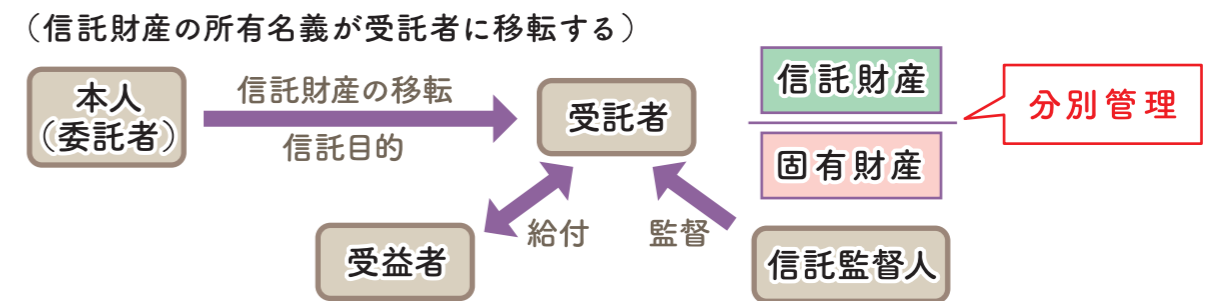 （信託財産の所有名義が受託者に移転する）
本人
（委託者）
信託財産の移転
信託目的
受託者
信託財産
固有財産
分別管理
受益者
給付
監督
信託監督人